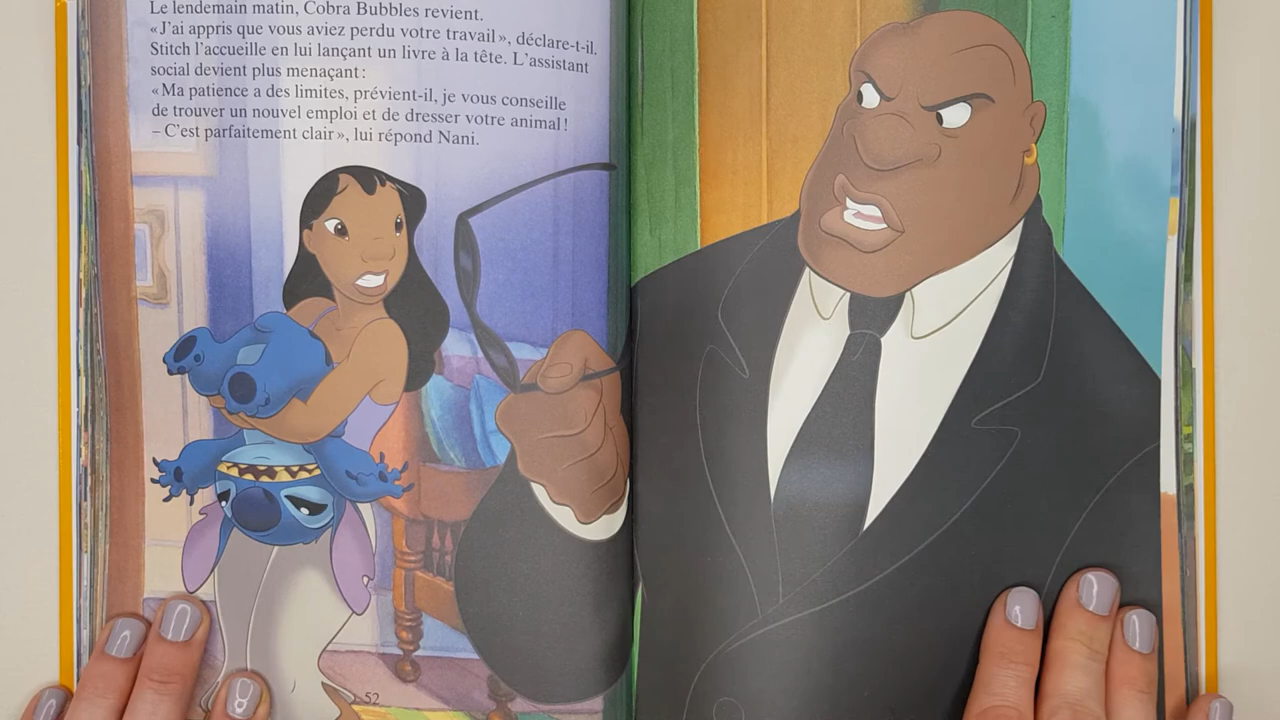 Le lendemain matin, Cobra Bubbles revient.
« J'ai appris que vous aviez perdu votre travail », déclare-t-il.
Stitch l'accueille en lui lançant un livre à la tête. L'assistant
social devient plus menaçant :
« Ma patience a des limites, prévient-il, je vous conseille
de trouver un nouvel emploi et de dresser votre animal !
– C'est parfaitement clair », lui répond Nani.
52